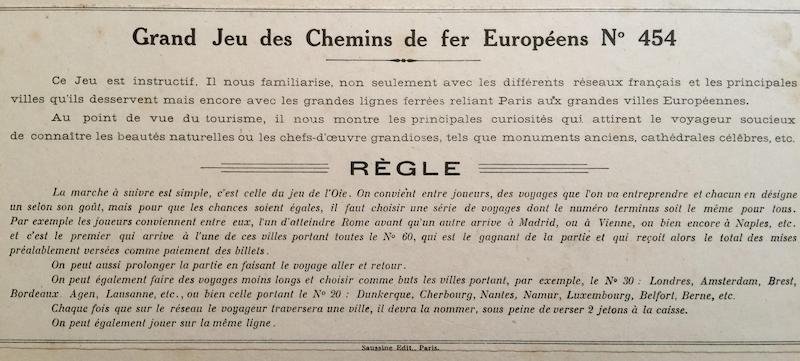 Grand Jeu des Chemins de fer Européens Nº 454
Ce Jeu est instructif. Il nous familiarise, non seulement avec les différents réseaux français et les principales
villes qu'ils desservent mais encore avec les grandes lignes ferrées reliant Paris aux grandes villes Européennes.
Au point de vue du tourisme, il nous montre les principales curiosités qui attirent le voyageur soucieux
de connaître les beautés naturelles ou les chefs-d'œuvre grandioses, tels que monuments anciens, cathédrales célèbres, etc.
RÈGLE
La marche à suivre est simple, c'est celle du jeu de l'Oie. On convient entre joueurs, des voyages que l'on va entreprendre et chacun en désigne
un selon son goût, mais pour que les chances soient égales, il faut choisir une série de voyages dont le numéro terminus soit le même pour tous.
Par exemple les joueurs conviennent entre eux, l'un d'atteindre Rome avant qu'un autre arrive à Madrid, ou à Vienne, ou bien encore à Naples, etc.
et c'est le premier qui arrive à l'une de ces villes portant toutes le Nº 60, qui est le gagnant de la partie et qui reçoit alors le total des mises
préalablement versées comme paiement des billets.
On peut aussi prolonger la partie en faisant le voyage aller et retour.
On peut également faire des voyages moins longs et choisir comme buts les villes portant, par exemple, le Nº 30 : Londres, Amsterdam, Brest,
Bordeaux Agen, Lausanne, etc., ou bien celle portant le Nº 20 : Dunkerque, Cherbourg, Nantes, Namur, Luxembourg, Belfort, Berne, etc.
Chaque fois que sur le réseau le voyageur traversera une ville, il devra la nommer, sous peine de verser 2 jetons à la caisse.
On peut également jouer sur la même ligne.
Saussine Edit., Paris.